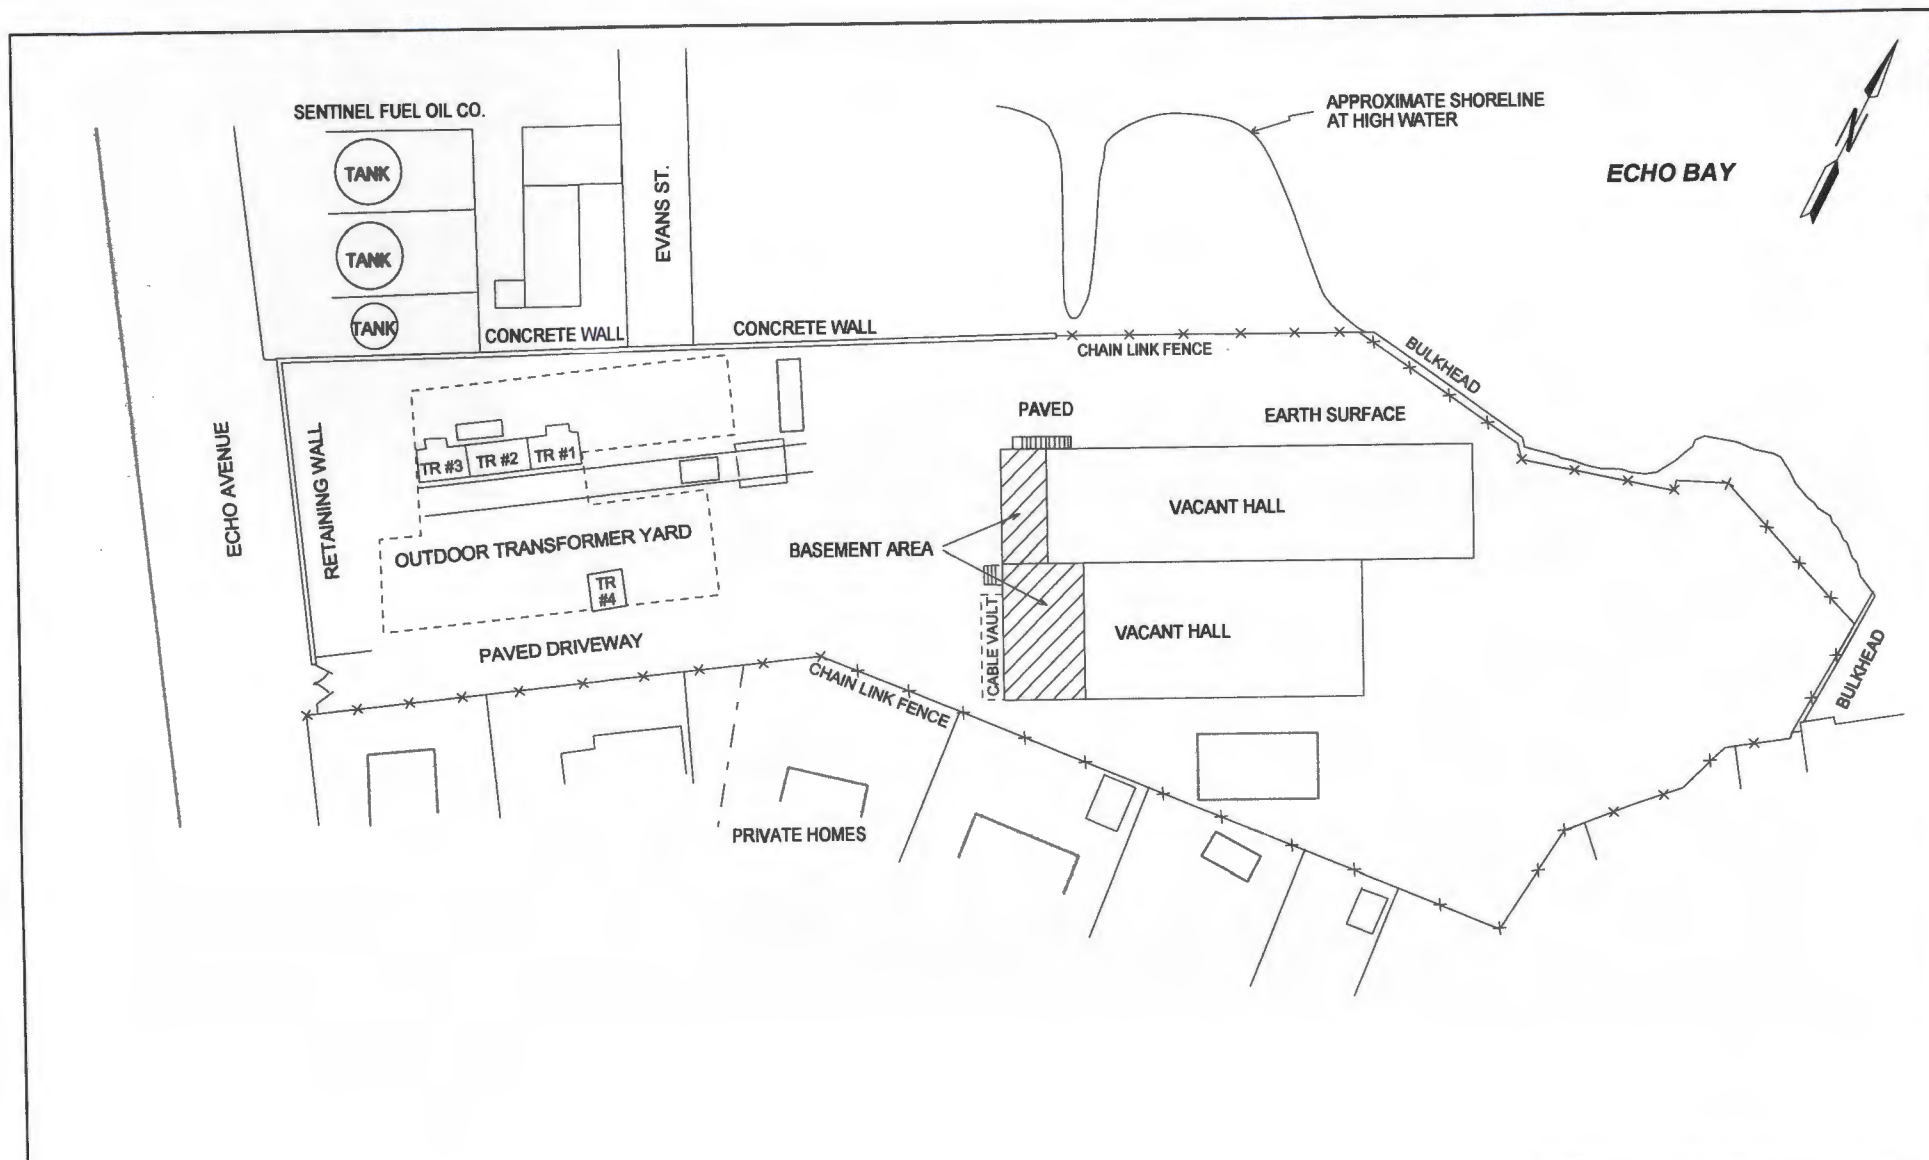 SENTINEL FUEL OIL CO.
APPROXIMATE SHORELINE
AT HIGH WATER
N
ECHO BAY
TANK
TANK
TANK
EVANS ST.
CONCRETE WALL
CONCRETE WALL
CHAIN LINK FENCE
BULKHEAD
PAVED
EARTH SURFACE
ECHO AVENUE
RETAINING WALL
TR #3
TR #2
TR #1
VACANT HALL
OUTDOOR TRANSFORMER YARD
BASEMENT AREA
TR
#4
CABLE VAULT
VACANT HALL
PAVED DRIVEWAY
CHAIN LINK FENCE
BULKHEAD
PRIVATE HOMES